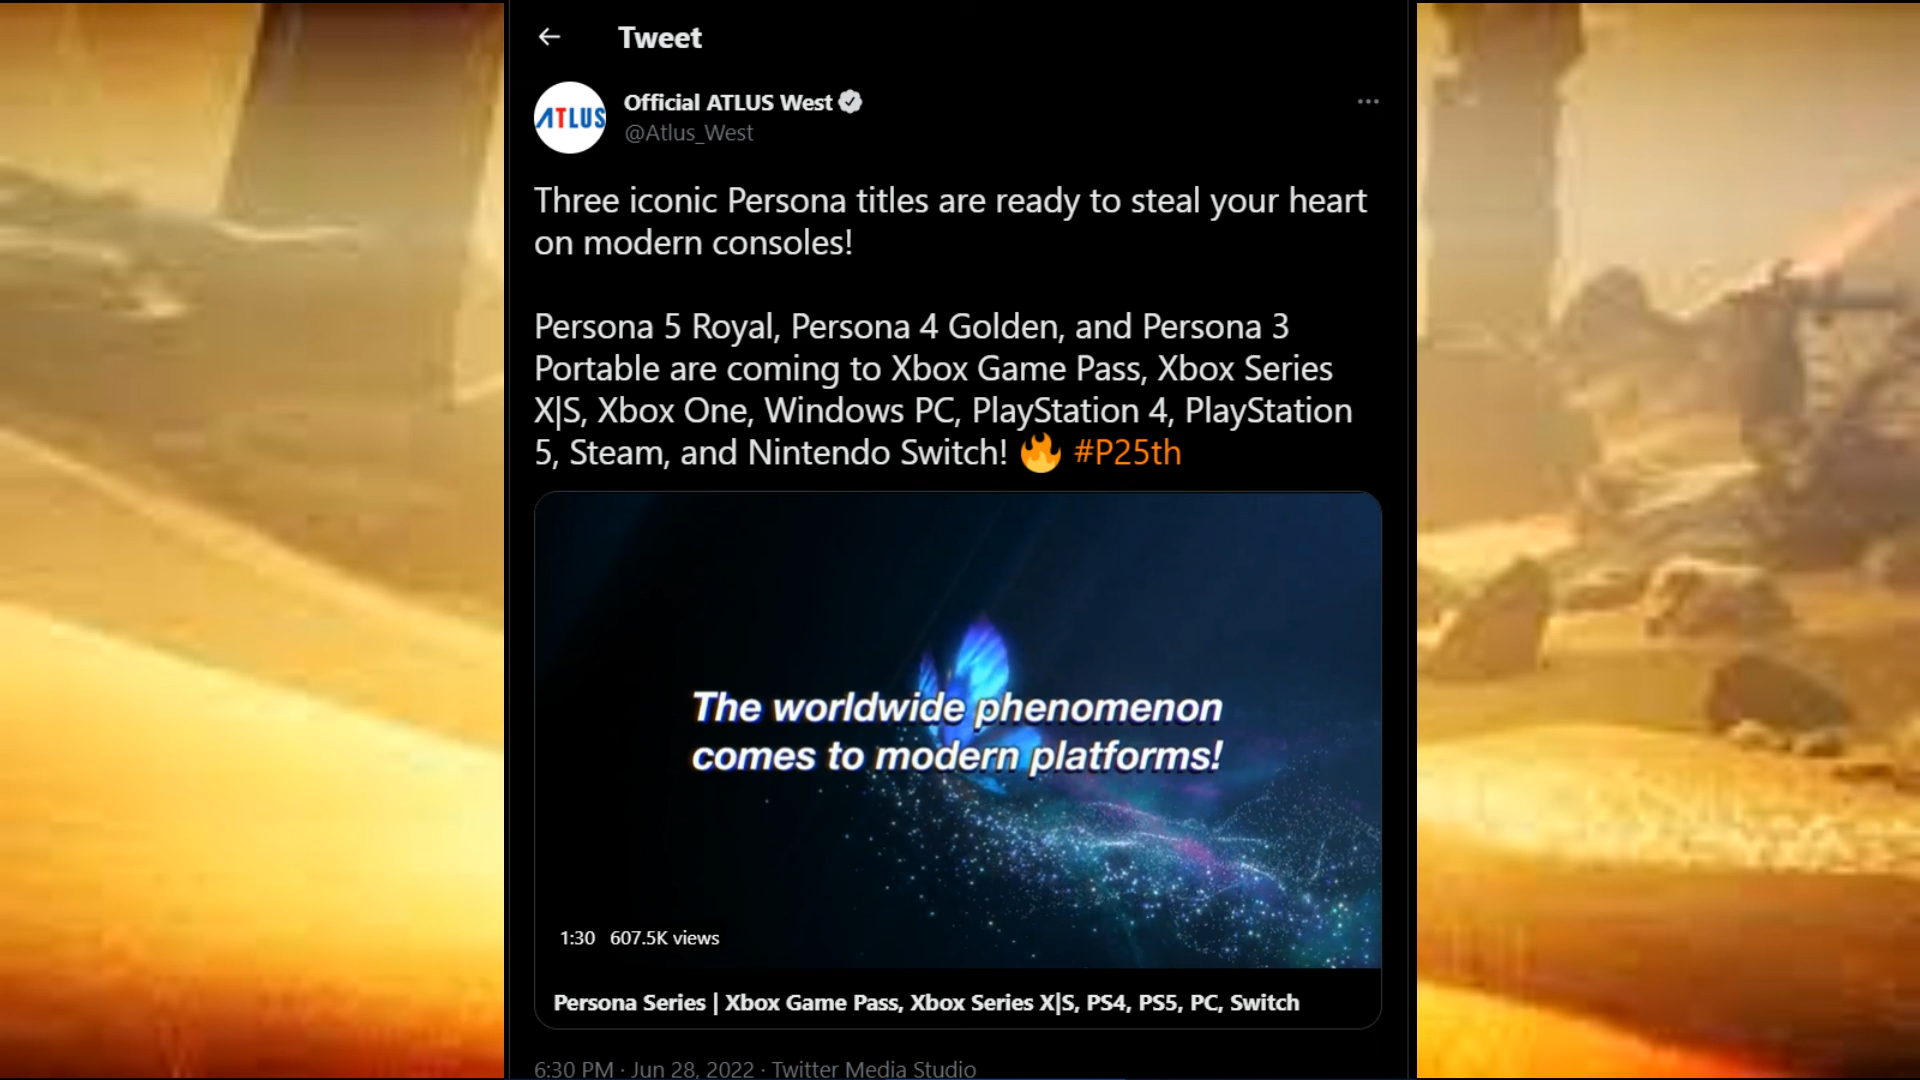 Tweet
ATLUS
Official ATLUS West
@Atlus_West
Three iconic Persona titles are ready to steal your heart
on modern consoles!
Persona 5 Royal, Persona 4 Golden, and Persona 3
Portable are coming to Xbox Game Pass, Xbox Series
X|S, Xbox One, Windows PC, PlayStation 4, PlayStation
5, Steam, and Nintendo Switch! 🔥 #P25th
The worldwide phenomenon
comes to modern platforms!
1:30 607.5K views
Persona Series | Xbox Game Pass, Xbox Series X|S, PS4, PS5, PC, Switch
6:30 PM · Jun 28, 2022 · Twitter Media Studio